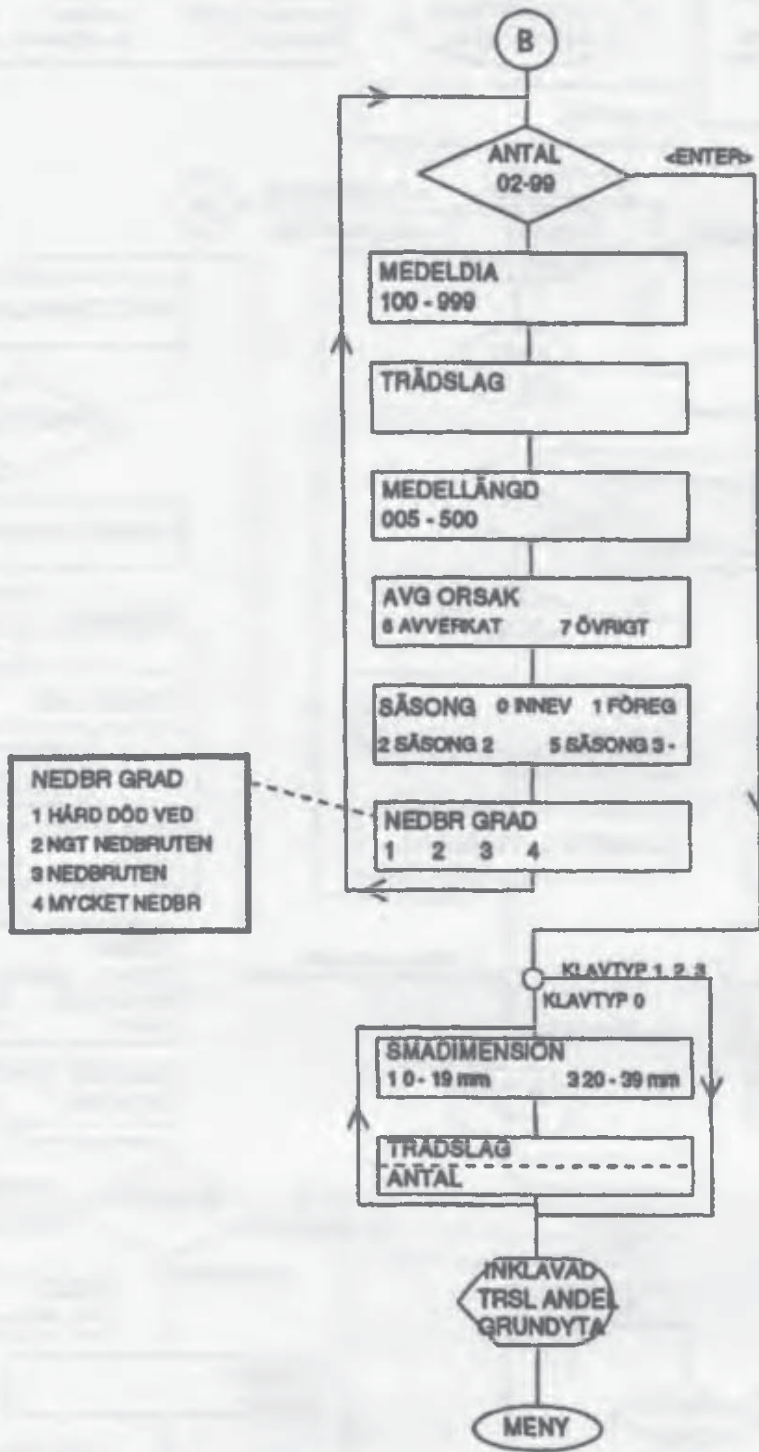 B
ANTAL
02-99
<ENTER>
MEDELDIA
100 - 999
TRÄDSLAG
MEDELLÄNGD
005 - 500
AVG ORSAK
6 AVVERKAT 7 ÖVRIGT
SÄSONG 0 INNEV 1 FÖREG
2 SÄSONG 2 5 SÄSONG 3 -
NEDBR GRAD
1 HÅRD DÖD VED
2 NGT NEDBRUTEN
3 NEDBRUTEN
4 MYCKET NEDBR
NEDBR GRAD
1 2 3 4
KLAVTYP 1, 2, 3
KLAVTYP 0
SMADIMENSION
1 0 - 19 mm 3 20 - 39 mm
TRÄDSLAG
ANTAL
INKLAVAD
TRSL ANDEL
GRUNDYTA
MENY